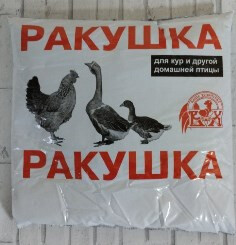 РАКУШКА
для кур и другой
домашней птицы
РАКУШКА